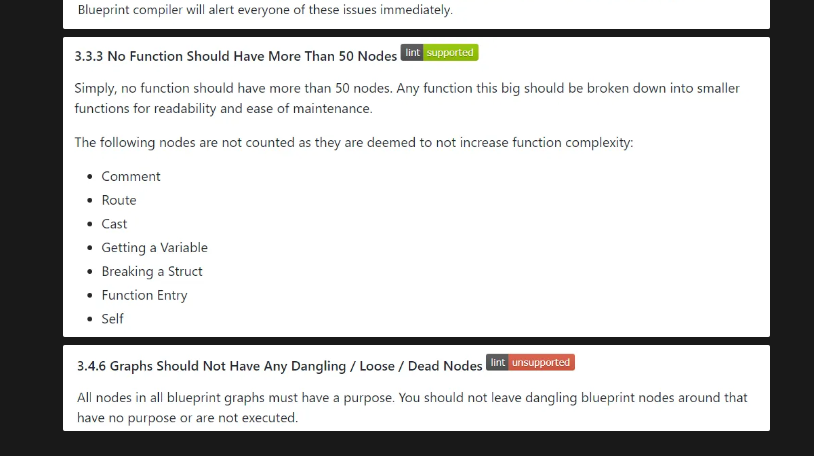 Blueprint compiler will alert everyone of these issues immediately.
3.3.3 No Function Should Have More Than 50 Nodes lint supported
Simply, no function should have more than 50 nodes. Any function this big should be broken down into smaller
functions for readability and ease of maintenance.
The following nodes are not counted as they are deemed to not increase function complexity:
• Comment
• Route
• Cast
• Getting a Variable
• Breaking a Struct
• Function Entry
• Self
3.4.6 Graphs Should Not Have Any Dangling / Loose / Dead Nodes lint unsupported
All nodes in all blueprint graphs must have a purpose. You should not leave dangling blueprint nodes around that
have no purpose or are not executed.